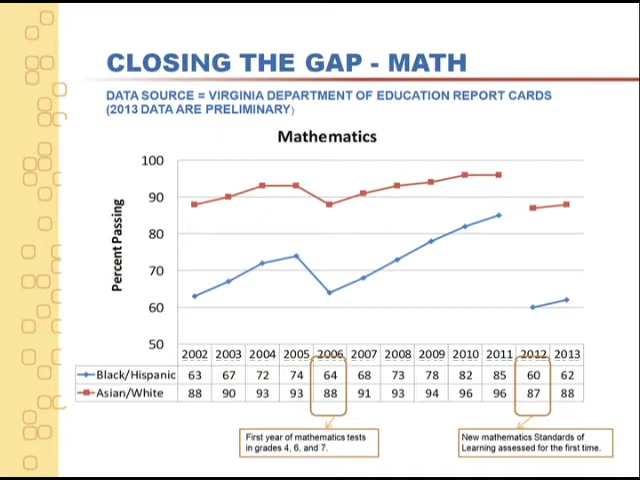 CLOSING THE GAP - MATH
DATA SOURCE = VIRGINIA DEPARTMENT OF EDUCATION REPORT CARDS
(2013 DATA ARE PRELIMINARY)
Mathematics
Percent Passing
100
90
80
70
60
50
2002 2003 2004 2005 2006 2007 2008 2009 2010 2011 2012 2013
Black/Hispanic 63 67 72 74 64 68 73 78 82 85 60 62
Asian/White 88 90 93 93 88 91 93 94 96 96 87 88
First year of mathematics tests
in grades 4, 6, and 7.
New mathematics Standards of
Learning assessed for the first time.